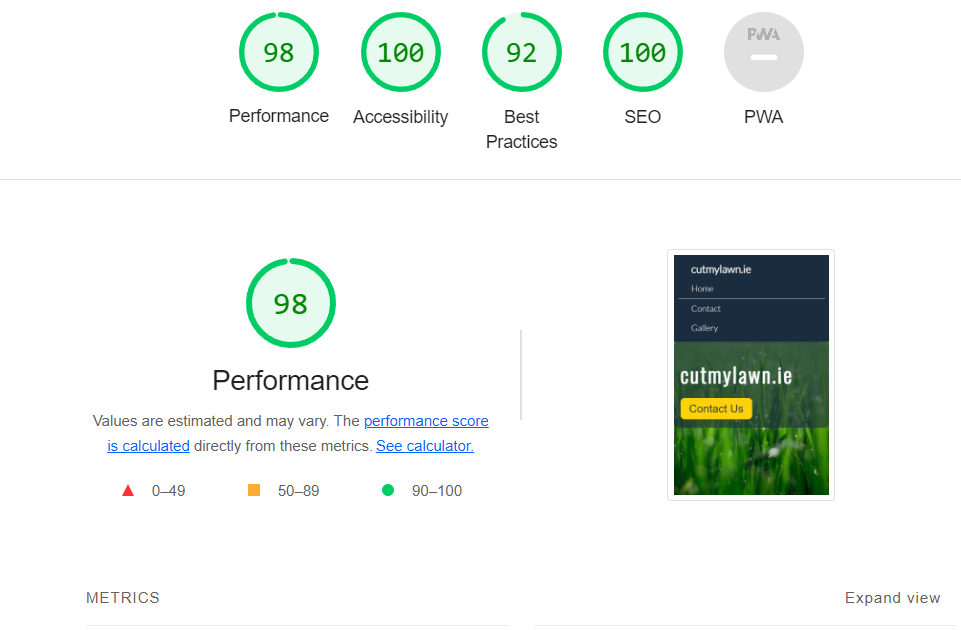 98
100
92
100
PWA
Performance
Accessibility
Best
Practices
SEO
PWA
98
Performance
Values are estimated and may vary. The performance score
is calculated directly from these metrics. See calculator.
0–49
50–89
90–100
cutmylawn.ie
Home
Contact
Gallery
cutmylawn.ie
Contact Us
METRICS
Expand view